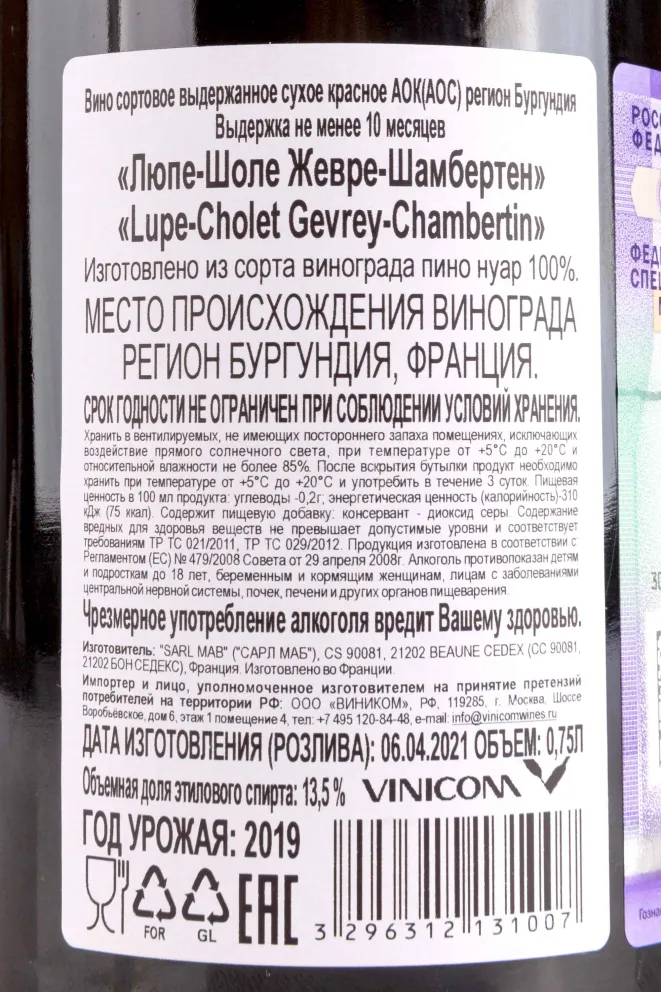 Вино сортовое выдержанное сухое красное АОК(АОС) регион Бургундия
Выдержка не менее 10 месяцев
«Люпе-Шоле Жевре-Шамбертен»
«Lupe-Cholet Gevrey-Chambertin»
Изготовлено из сорта винограда пино нуар 100%.
МЕСТО ПРОИСХОЖДЕНИЯ ВИНОГРАДА
РЕГИОН БУРГУНДИЯ, ФРАНЦИЯ.
СРОК ГОДНОСТИ НЕ ОГРАНИЧЕН ПРИ СОБЛЮДЕНИИ УСЛОВИЙ ХРАНЕНИЯ.
Хранить в вентилируемых, не имеющих постороннего запаха помещениях, исключающих
воздействие прямого солнечного света, при температуре от +5°С до +20°С и
относительной влажности не более 85%. После вскрытия бутылки продукт необходимо
хранить при температуре от +5°С до +20°С и употребить в течение 3 суток. Пищевая
ценность в 100 мл продукта: углеводы -0,2г; энергетическая ценность (калорийность)-310
кДж (75 ккал). Содержит пищевую добавку: консервант - диоксид серы. Содержание
вредных для здоровья веществ не превышает допустимые уровни и соответствует
требованиям ТР ТС 021/2011, ТР ТС 029/2012. Продукция изготовлена в соответствии с
Регламентом (ЕС) № 479/2008 Совета от 29 апреля 2008г. Алкоголь противопоказан детям
и подросткам до 18 лет, беременным и кормящим женщинам, лицам с заболеваниями
центральной нервной системы, почек, печени и других органов пищеварения.
Чрезмерное употребление алкоголя вредит Вашему здоровью.
Изготовитель: "SARL MAB" ("САРЛ МАБ"), CS 90081, 21202 BEAUNE CEDEX (СС 90081,
21202 БОН СЕДЕКС), Франция. Изготовлено во Франции.
Импортер и лицо, уполномоченное изготовителем на принятие претензий
потребителей на территории РФ: ООО «ВИНИКОМ», РФ, 119285, г. Москва, Шоссе
Воробьёвское, дом 6, этаж 1 помещение 4, тел.: +7 495 120-84-48, e-mail: info@vinicomwines.ru
ДАТА ИЗГОТОВЛЕНИЯ (РОЗЛИВА): 06.04.2021 ОБЪЕМ: 0,75Л
Объемная доля этилового спирта: 13,5 % VINICOM
ГОД УРОЖАЯ: 2019
FOR GL EAC
3 296312 131007
РОСС
ФЕД
ФЕД
СПЕЦ
30
Гозна